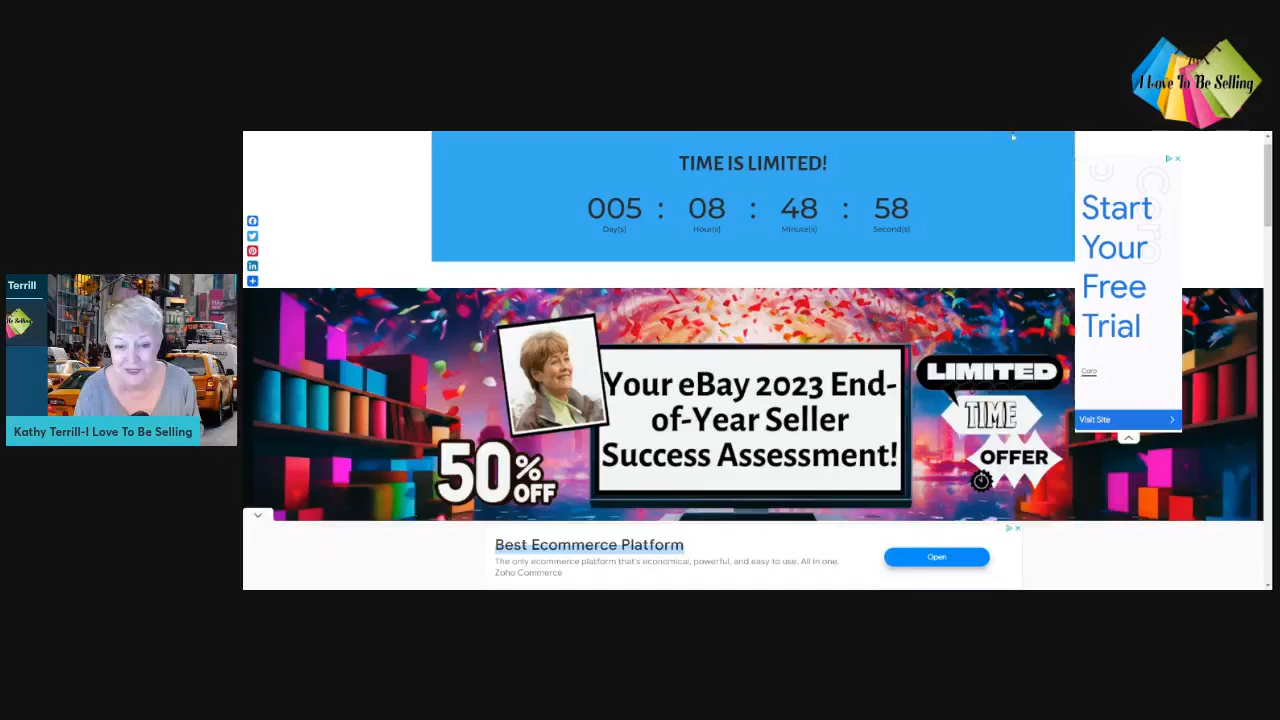 I Love To Be Selling
TIME IS LIMITED!
005 : 08 : 48 : 58
Day(s) Hour(s) Minute(s) Second(s)
Start
Your
Free
Trial
Coro
Visit Site
Terrill
Be Selling
Kathy Terrill-I Love To Be Selling
Your eBay 2023 End-
of-Year Seller
Success Assessment!
50% OFF
LIMITED
TIME
OFFER
Best Ecommerce Platform
The only ecommerce platform that's economical, powerful, and easy to use. All in one.
Zoho Commerce
Open